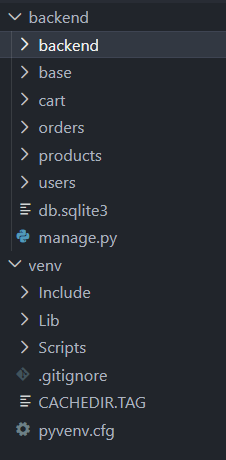 backend
backend
base
cart
orders
products
users
db.sqlite3
manage.py
venv
Include
Lib
Scripts
.gitignore
CACHEDIR.TAG
pyvenv.cfg